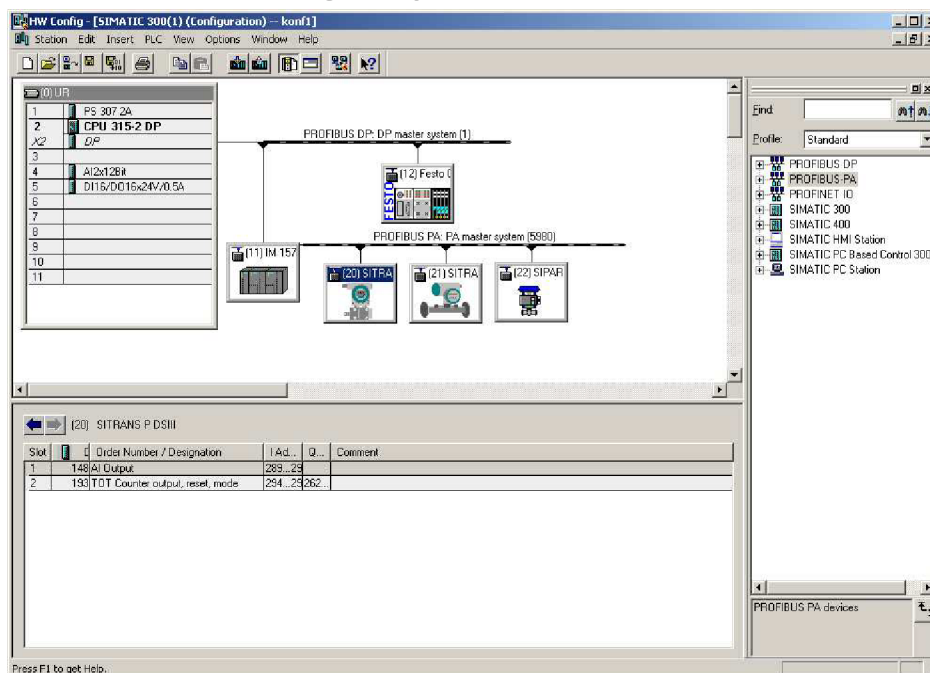 HW Config - [SIMATIC 300(1) (Configuration) -- konf1]
Station Edit Insert PLC View Options Window Help
(0) UR
1 PS 307 2A
2 CPU 315-2 DP
X2 DP
3
4 AI2x12Bit
5 DI16/DO16x24V/0.5A
6
7
8
9
10
11
PROFIBUS DP: DP master system (1)
(12) Festo
FESTO
PROFIBUS PA: PA master system (5980)
(11) IM 157
(20) SITRA
(21) SITRA
(22) SIPAR
Find:
Profile: Standard
PROFIBUS DP
PROFIBUS-PA
PROFINET IO
SIMATIC 300
SIMATIC 400
SIMATIC HMI Station
SIMATIC PC Based Control 300
SIMATIC PC Station
PROFIBUS PA devices
(20) SITRANS P DSIII
Slot Order Number / Designation I Ad... Q... Comment
1 148 AI Output 289...29
2 193 TOT Counter output, reset, mode 294...29 262...
Press F1 to get Help.